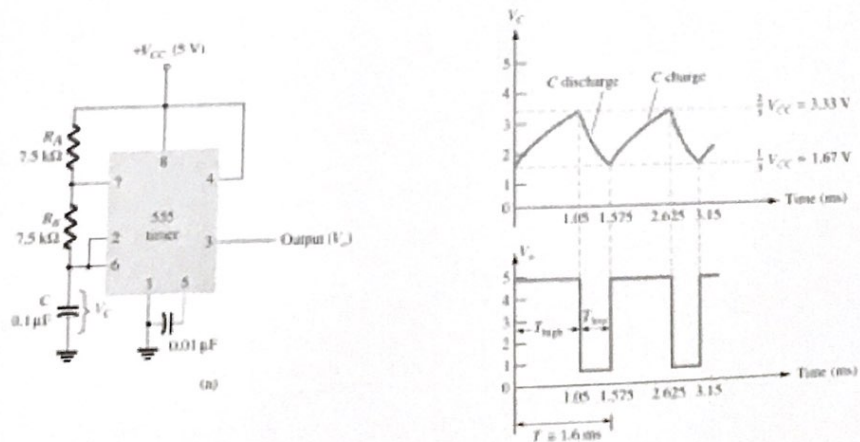 +V_CC (5 V)
R_A
7.5 kΩ
8
7
4
R_B
7.5 kΩ
555
timer
2
3
Output (V_o)
6
1
5
C
0.1 μF
V_C
0.01 μF
(a)
V_C
5
4
3
2
1
0
C discharge
C charge
2/3 V_CC = 3.33 V
1/3 V_CC = 1.67 V
Time (ms)
1.05 1.575 2.625 3.15
V_o
5
4
3
2
1
0
T_high
T_low
Time (ms)
1.05 1.575 2.625 3.15
T = 1.6 ms